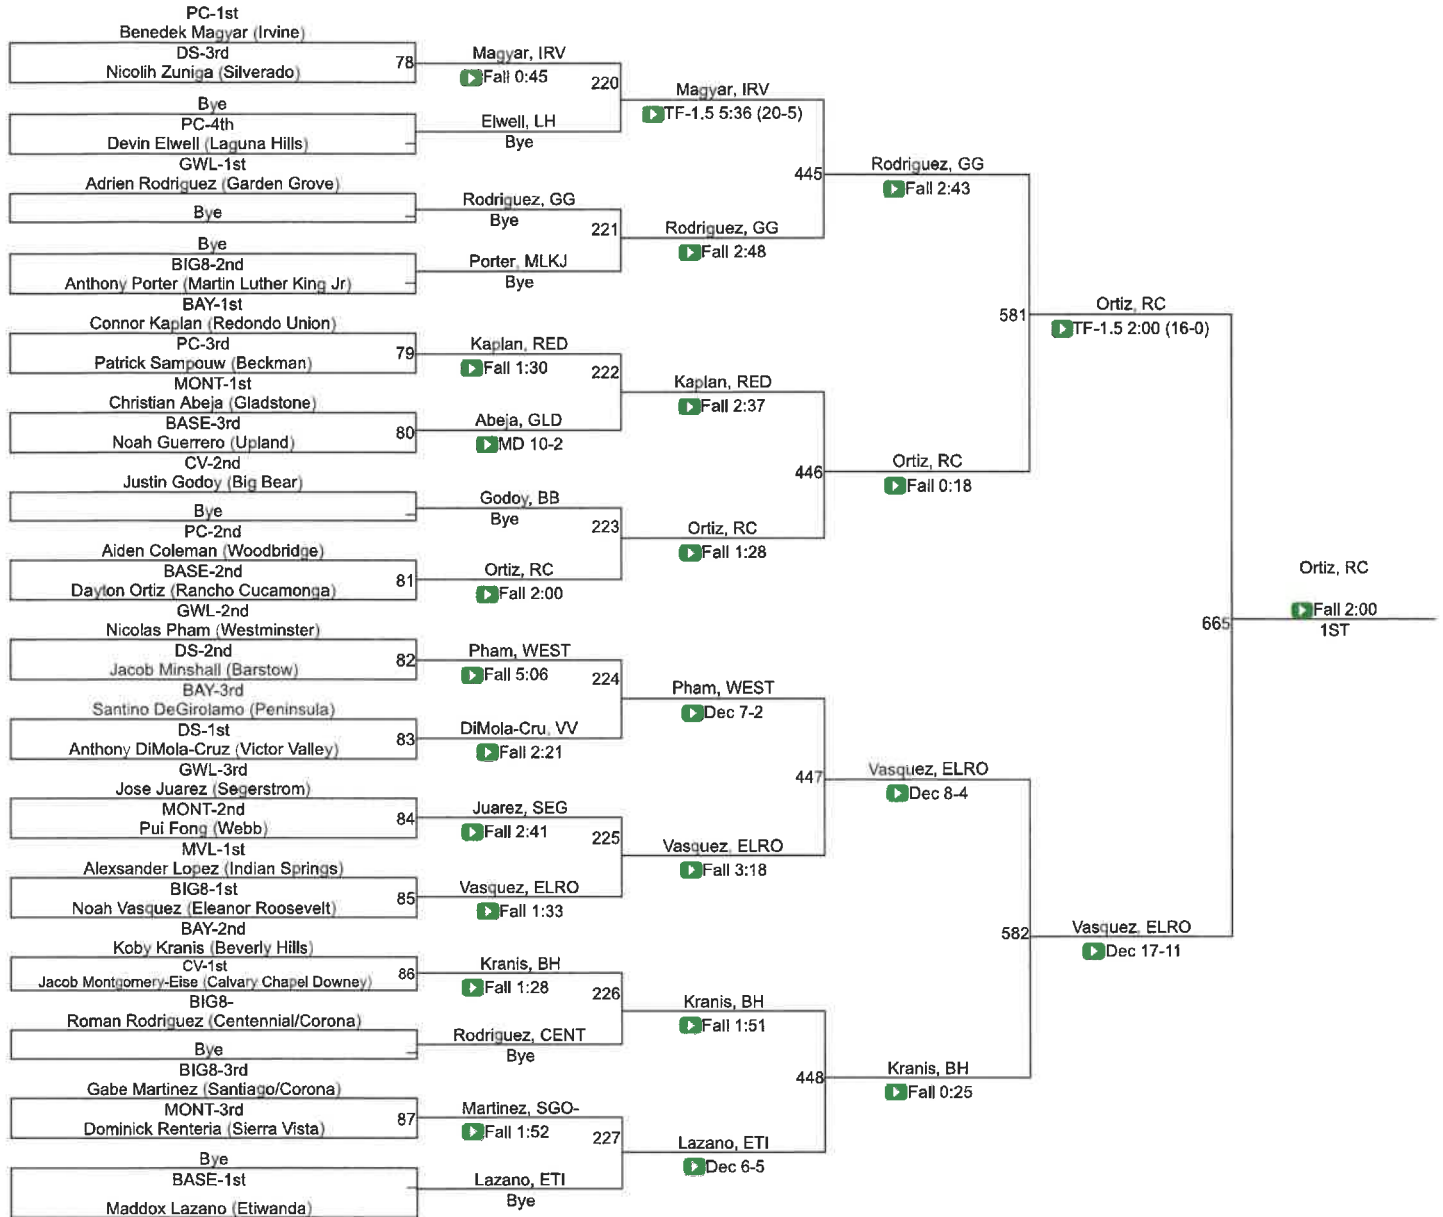 PC-1st
Benedek Magyar (Irvine)
DS-3rd
Nicolih Zuniga (Silverado)
78
Bye
PC-4th
Devin Elwell (Laguna Hills)
GWL-1st
Adrien Rodriguez (Garden Grove)
Bye
Bye
BIG8-2nd
Anthony Porter (Martin Luther King Jr)
BAY-1st
Connor Kaplan (Redondo Union)
PC-3rd
Patrick Sampouw (Beckman)
79
MONT-1st
Christian Abeja (Gladstone)
BASE-3rd
Noah Guerrero (Upland)
80
CV-2nd
Justin Godoy (Big Bear)
Bye
PC-2nd
Aiden Coleman (Woodbridge)
BASE-2nd
Dayton Ortiz (Rancho Cucamonga)
81
GWL-2nd
Nicolas Pham (Westminster)
DS-2nd
Jacob Minshall (Barstow)
82
BAY-3rd
Santino DeGirolamo (Peninsula)
DS-1st
Anthony DiMola-Cruz (Victor Valley)
83
GWL-3rd
Jose Juarez (Segerstrom)
MONT-2nd
Pui Fong (Webb)
84
MVL-1st
Alexsander Lopez (Indian Springs)
BIG8-1st
Noah Vasquez (Eleanor Roosevelt)
85
BAY-2nd
Koby Kranis (Beverly Hills)
CV-1st
Jacob Montgomery-Eise (Calvary Chapel Downey)
86
BIG8-
Roman Rodriguez (Centennial/Corona)
Bye
BIG8-3rd
Gabe Martinez (Santiago/Corona)
MONT-3rd
Dominick Renteria (Sierra Vista)
87
Bye
BASE-1st
Maddox Lazano (Etiwanda)
Magyar, IRV
Fall 0:45
220
Elwell, LH
Bye
Rodriguez, GG
Bye
221
Porter, MLKJ
Bye
Kaplan, RED
Fall 1:30
222
Abeja, GLD
MD 10-2
Godoy, BB
Bye
223
Ortiz, RC
Fall 2:00
Pham, WEST
Fall 5:06
224
DiMola-Cru, VV
Fall 2:21
Juarez, SEG
Fall 2:41
225
Vasquez, ELRO
Fall 1:33
Kranis, BH
Fall 1:28
226
Rodriguez, CENT
Bye
Martinez, SGO-
Fall 1:52
227
Lazano, ETI
Bye
Magyar, IRV
TF-1.5 5:36 (20-5)
445
Rodriguez, GG
Fall 2:48
Kaplan, RED
Fall 2:37
446
Ortiz, RC
Fall 1:28
Pham, WEST
Dec 7-2
447
Vasquez, ELRO
Fall 3:18
Kranis, BH
Fall 1:51
448
Lazano, ETI
Dec 6-5
Rodriguez, GG
Fall 2:43
581
Ortiz, RC
Fall 0:18
Vasquez, ELRO
Dec 8-4
582
Kranis, BH
Fall 0:25
Ortiz, RC
TF-1.5 2:00 (16-0)
665
Vasquez, ELRO
Dec 17-11
Ortiz, RC
Fall 2:00
1ST